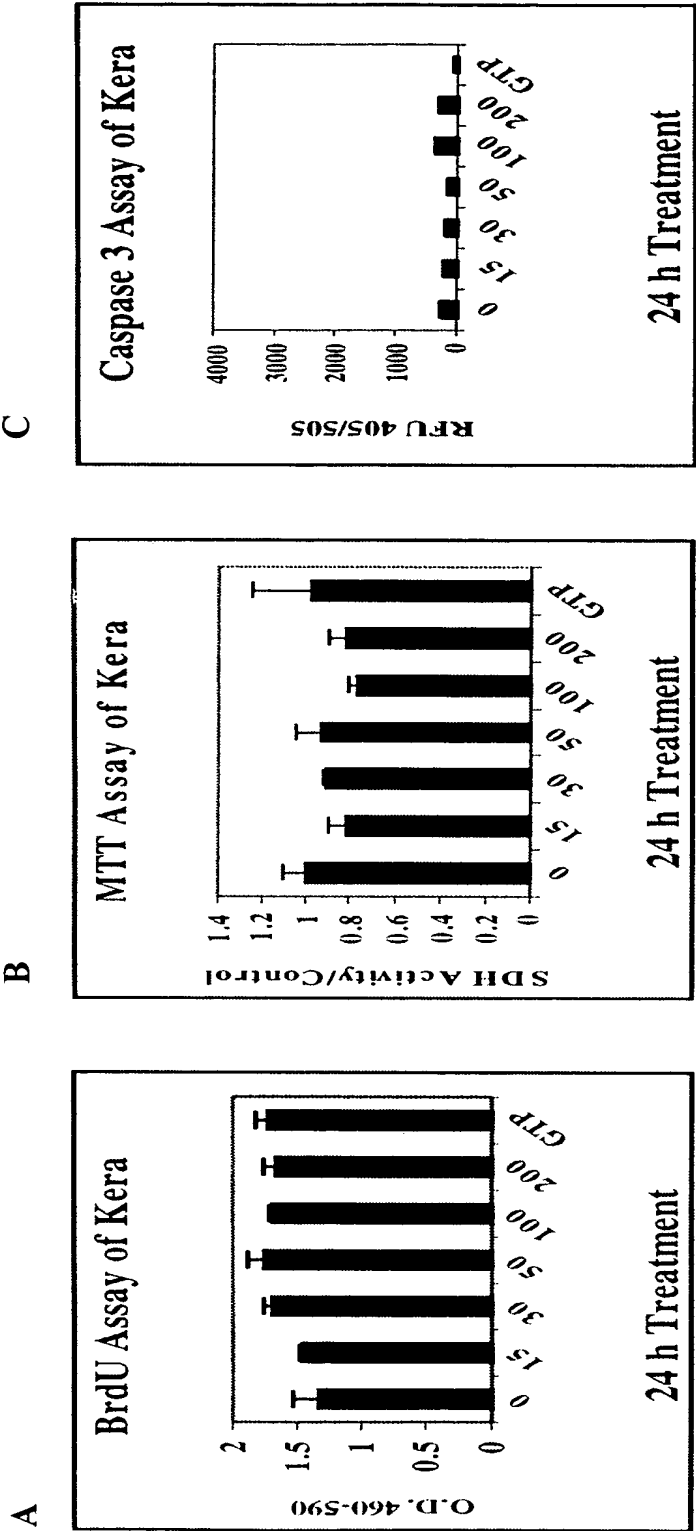 A
BrdU Assay of Kera
O.D. 460-590
2
1.5
1
0.5
0
0 15 30 50 100 200 GTP
24 h Treatment
B
MTT Assay of Kera
SDH Activity/Control
1.4
1.2
1
0.8
0.6
0.4
0.2
0
0 15 30 50 100 200 GTP
24 h Treatment
C
Caspase 3 Assay of Kera
RFU 405/505
4000
3000
2000
1000
0
0 15 30 50 100 200 GTP
24 h Treatment